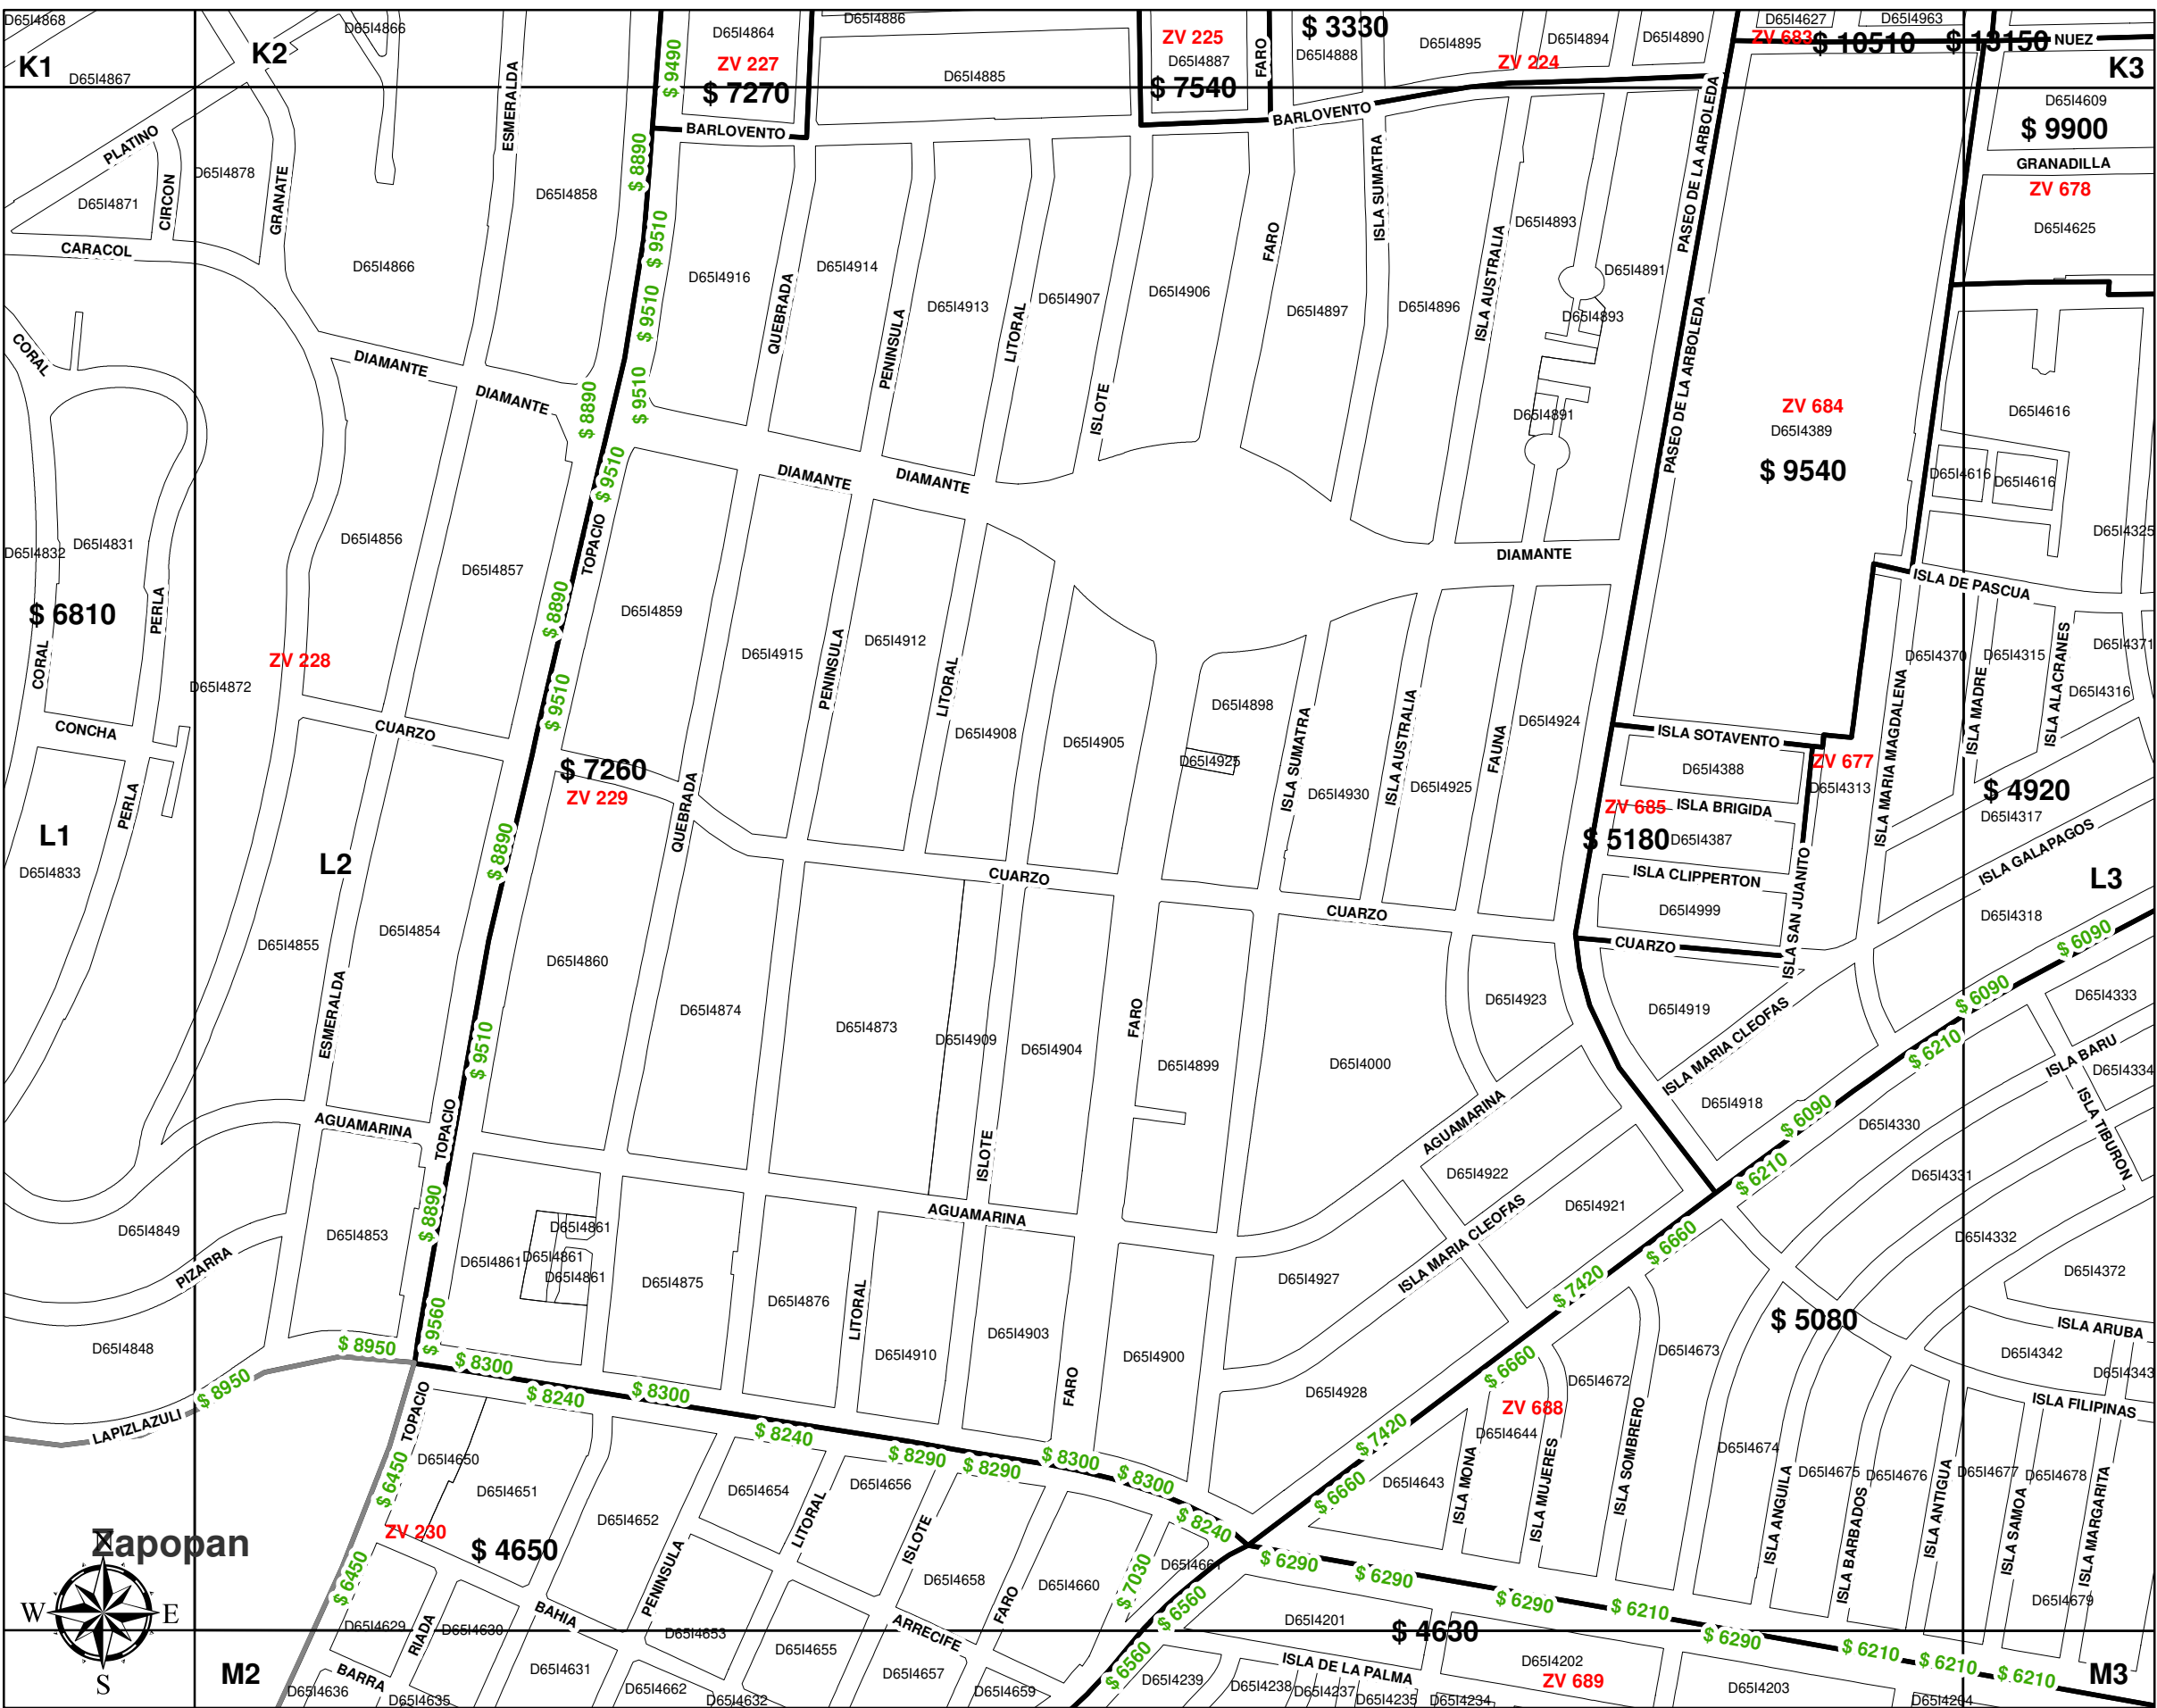 D65I4868
K2
D65I4866
ESMERALDA
$ 9490
D65I4864
ZV 227
$ 7270
D65I4886
D65I4885
ZV 225
D65I4887
$ 7540
FARO
$ 3330
D65I4888
D65I4895
D65I4894
ZV 224
D65I4890
D65I4627
D65I4963
ZV 683
$ 10510
$ 13150
NUEZ
K1
D65I4867
K3
PLATINO
BARLOVENTO
BARLOVENTO
D65I4609
$ 9900
GRANADILLA
ZV 678
D65I4625
D65I4871
CIRCON
D65I4878
GRANATE
CARACOL
D65I4866
D65I4858
$ 8890
$ 9510
$ 9510
$ 9510
$ 8890
D65I4916
QUEBRADA
D65I4914
PENINSULA
D65I4913
LITORAL
D65I4907
ISLOTE
D65I4906
FARO
D65I4897
ISLA SUMATRA
D65I4896
ISLA AUSTRALIA
D65I4893
D65I4891
D65I4893
D65I4891
PASEO DE LA ARBOLEDA
PASEO DE LA ARBOLEDA
ZV 684
D65I4389
$ 9540
D65I4616
D65I4616
D65I4616
D65I4325
CORAL
DIAMANTE
DIAMANTE
DIAMANTE
DIAMANTE
DIAMANTE
$ 9510
TOPACIO
D65I4832
D65I4831
$ 6810
PERLA
CORAL
ZV 228
D65I4872
D65I4856
D65I4857
$ 8890
$ 9510
D65I4859
D65I4915
PENINSULA
D65I4912
LITORAL
D65I4908
D65I4905
D65I4898
D65I4925
ISLA SUMATRA
D65I4930
ISLA AUSTRALIA
D65I4925
FAUNA
D65I4924
ISLA DE PASCUA
D65I4370
ISLA MADRE
D65I4315
ISLA ALACRANES
D65I4371
D65I4316
ISLA MARIA MAGDALENA
CONCHA
CUARZO
$ 7260
ZV 229
QUEBRADA
ISLA SOTAVENTO
D65I4388
ZV 677
D65I4313
ZV 685
ISLA BRIGIDA
$ 5180
D65I4387
ISLA CLIPPERTON
D65I4999
ISLA SAN JUANITO
$ 4920
D65I4317
ISLA GALAPAGOS
L3
D65I4318
L1
PERLA
D65I4833
L2
$ 8890
CUARZO
CUARZO
CUARZO
$ 6090
$ 6090
$ 6210
D65I4855
D65I4854
ESMERALDA
D65I4860
D65I4874
D65I4873
D65I4909
D65I4904
FARO
D65I4899
D65I4000
D65I4923
D65I4919
ISLA MARIA CLEOFAS
D65I4918
D65I4333
ISLA BARU
D65I4334
ISLA TIBURON
$ 9510
AGUAMARINA
TOPACIO
ISLOTE
AGUAMARINA
$ 6090
$ 6210
D65I4330
D65I4331
D65I4332
D65I4372
D65I4849
PIZARRA
D65I4853
$ 8890
D65I4861
D65I4861
D65I4861
D65I4861
D65I4875
D65I4876
LITORAL
AGUAMARINA
D65I4910
D65I4903
FARO
D65I4900
D65I4927
D65I4922
ISLA MARIA CLEOFAS
D65I4921
$ 6660
$ 7420
D65I4928
$ 5080
ISLA ARUBA
D65I4342
D65I4343
ISLA FILIPINAS
D65I4848
$ 8950
$ 8950
LAPIZLAZULI
$ 9560
$ 8300
$ 8240
$ 8300
$ 8240
$ 8290
$ 8290
$ 8300
$ 8300
$ 8240
$ 7420
$ 6660
$ 6660
ZV 688
D65I4672
D65I4673
D65I4644
D65I4643
ISLA MONA
ISLA MUJERES
ISLA SOMBRERO
D65I4674
ISLA ANGUILA
D65I4675
ISLA BARBADOS
D65I4676
ISLA ANTIGUA
D65I4677
ISLA SAMOA
D65I4678
ISLA MARGARITA
D65I4679
TOPACIO
$ 6450
D65I4650
D65I4651
ZV 230
$ 4650
D65I4652
PENINSULA
D65I4654
LITORAL
D65I4656
ISLOTE
D65I4658
FARO
D65I4660
$ 7030
D65I4661
$ 6560
$ 6560
$ 6290
$ 6290
$ 6290
$ 6210
$ 6290
$ 6210
$ 6210
$ 6210
Zapopan
N
W
E
S
$ 6450
D65I4629
RIADA
D65I4630
BAHIA
D65I4653
D65I4655
ARRECIFE
D65I4657
D65I4659
D65I4201
$ 4630
ISLA DE LA PALMA
D65I4202
ZV 689
D65I4203
D65I4204
M3
M2
BARRA
D65I4636
D65I4635
D65I4631
D65I4662
D65I4632
D65I4239
D65I4238
D65I4237
D65I4235
D65I4234